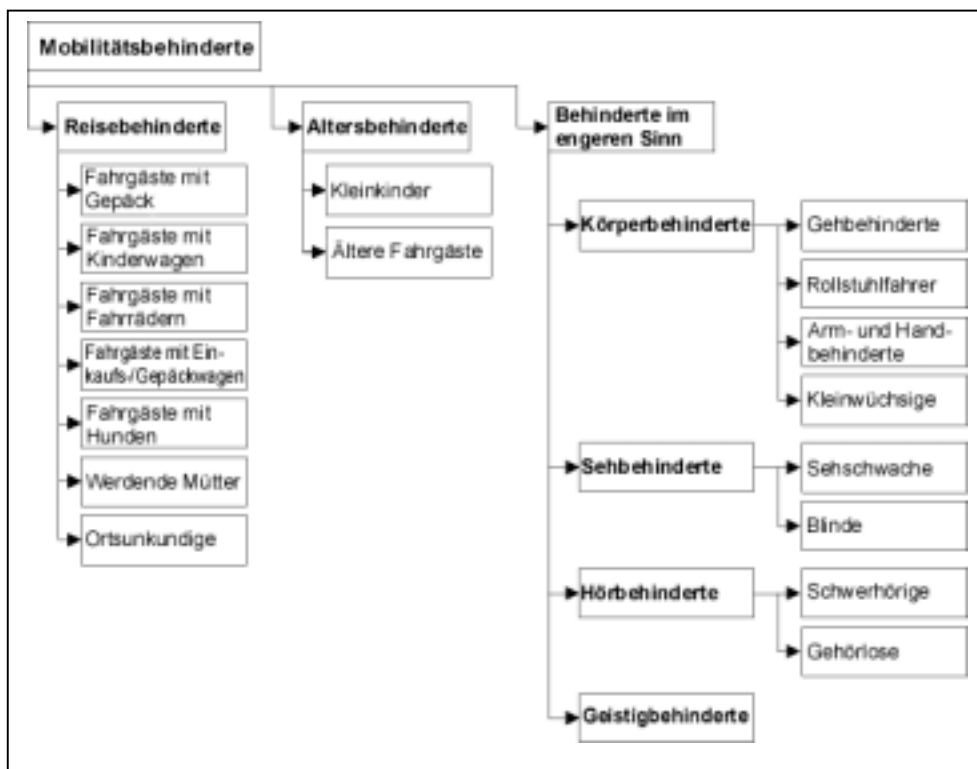 Mobilitätsbehinderte
Reisebehinderte
Fahrgäste mit
Gepäck
Fahrgäste mit
Kinderwagen
Fahrgäste mit
Fahrrädern
Fahrgäste mit Ein-
kaufs-/Gepäckwagen
Fahrgäste mit
Hunden
Werdende Mütter
Ortsunkundige
Altersbehinderte
Kleinkinder
Ältere Fahrgäste
Behinderte im
engeren Sinn
Körperbehinderte
Gehbehinderte
Rollstuhlfahrer
Arm- und Hand-
behinderte
Kleinwüchsige
Sehbehinderte
Sehschwache
Blinde
Hörbehinderte
Schwerhörige
Gehörlose
Geistigbehinderte